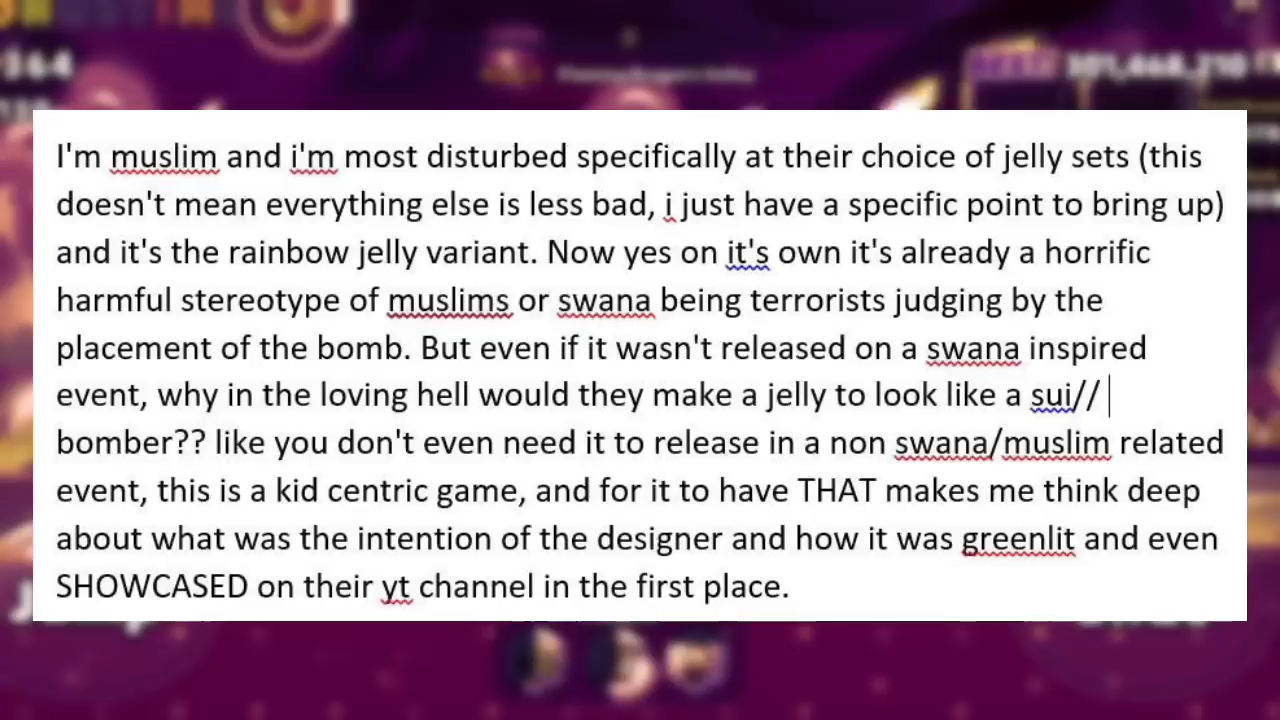 I'm muslim and i'm most disturbed specifically at their choice of jelly sets (this
doesn't mean everything else is less bad, i just have a specific point to bring up)
and it's the rainbow jelly variant. Now yes on it's own it's already a horrific
harmful stereotype of muslims or swana being terrorists judging by the
placement of the bomb. But even if it wasn't released on a swana inspired
event, why in the loving hell would they make a jelly to look like a sui//
bomber?? like you don't even need it to release in a non swana/muslim related
event, this is a kid centric game, and for it to have THAT makes me think deep
about what was the intention of the designer and how it was greenlit and even
SHOWCASED on their yt channel in the first place.